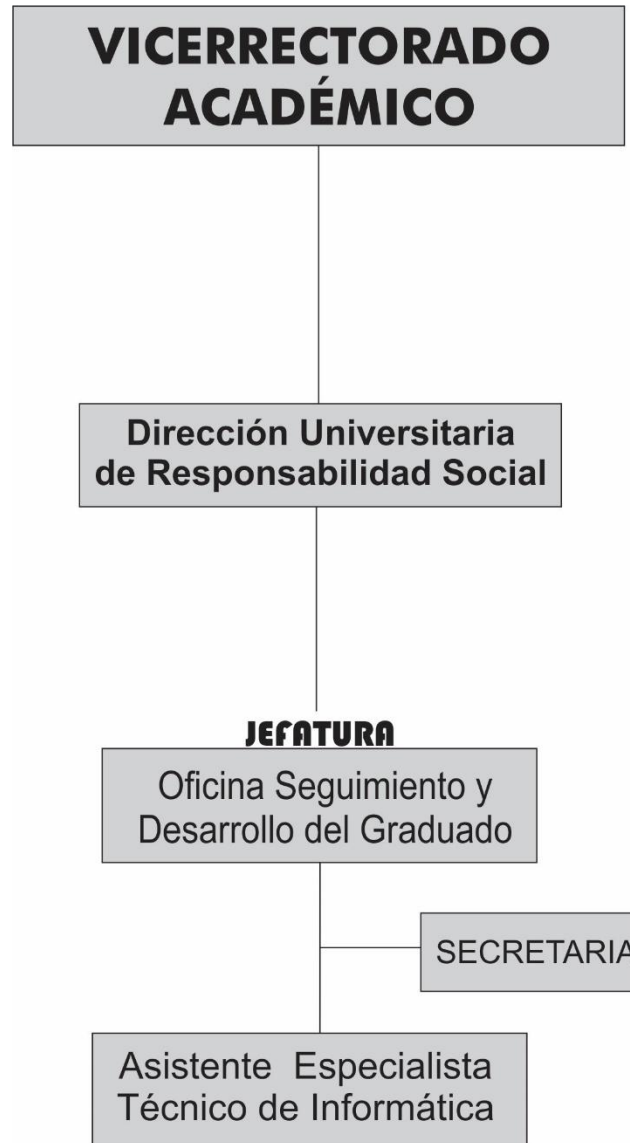 VICERRECTORADO
ACADÉMICO
Dirección Universitaria
de Responsabilidad Social
JEFATURA
Oficina Seguimiento y
Desarrollo del Graduado
SECRETARIA
Asistente Especialista
Técnico de Informática